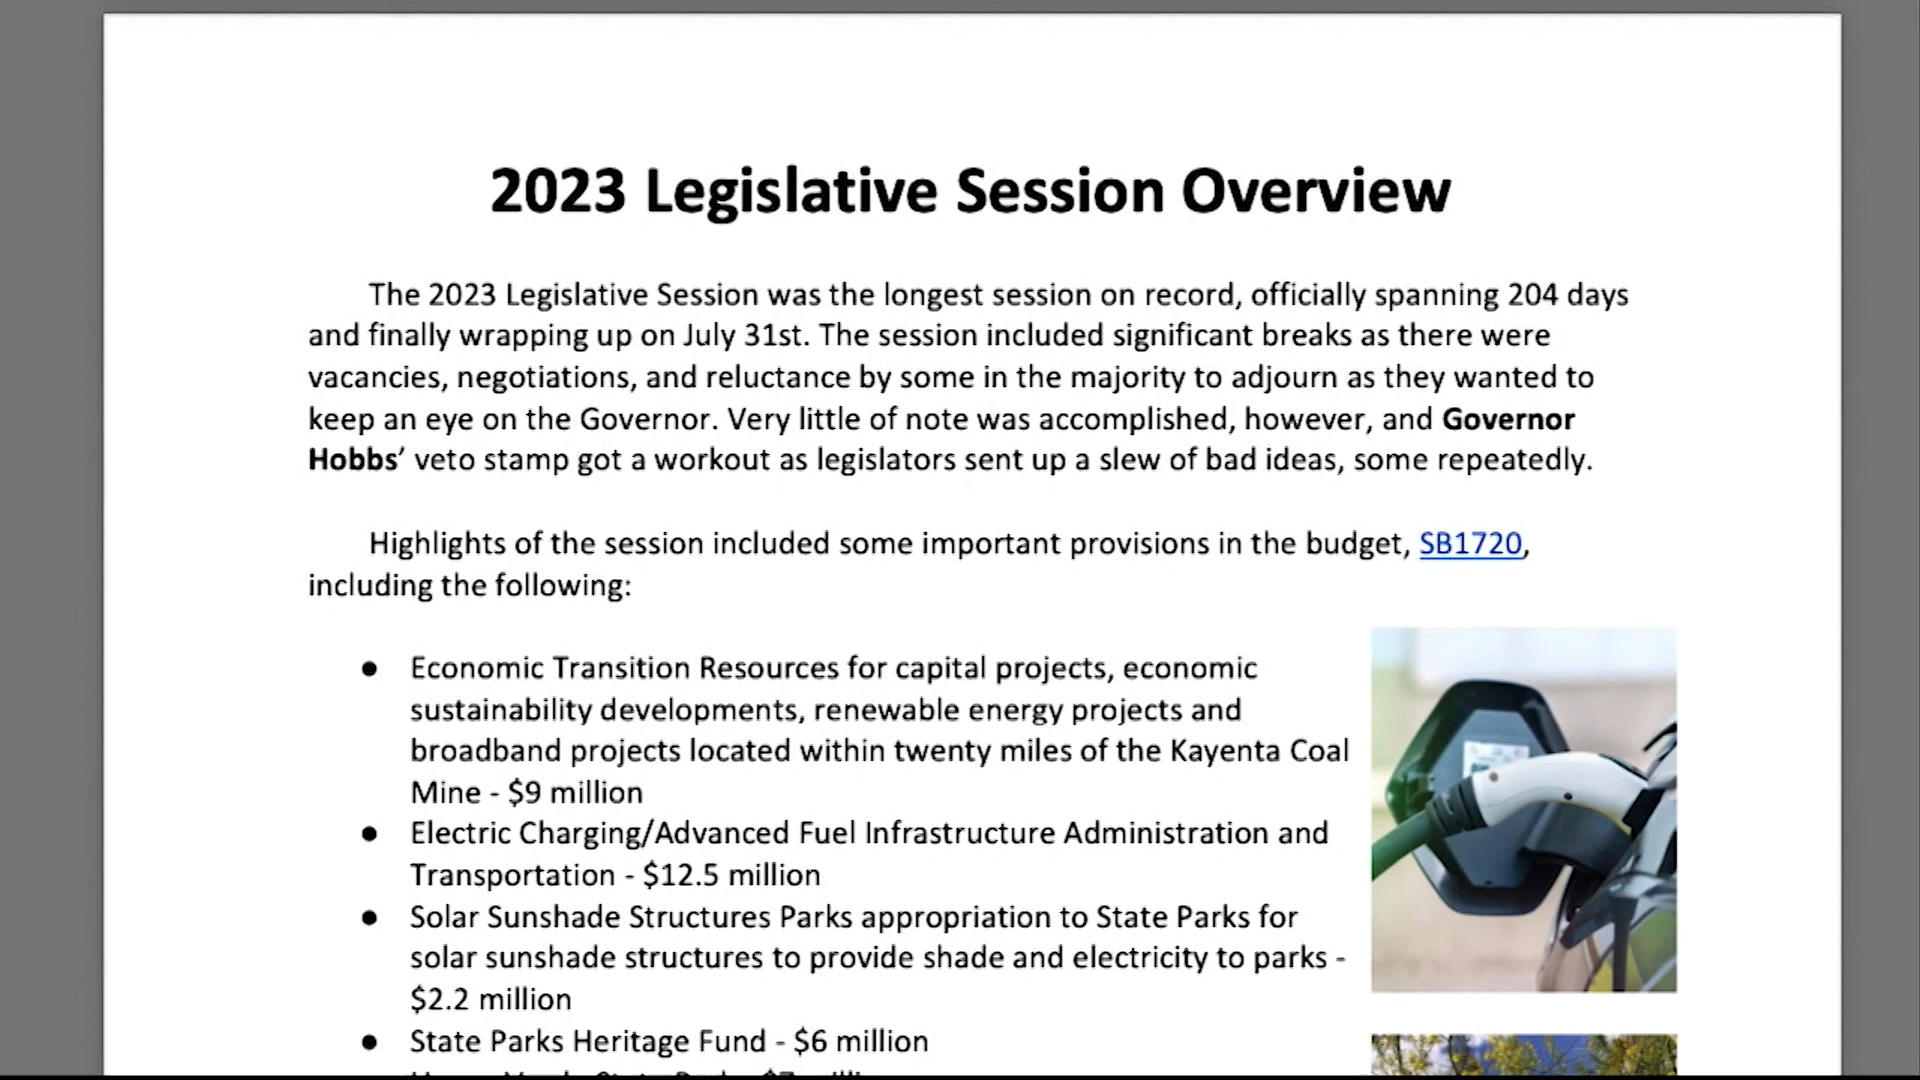 2023 Legislative Session Overview
The 2023 Legislative Session was the longest session on record, officially spanning 204 days
and finally wrapping up on July 31st. The session included significant breaks as there were
vacancies, negotiations, and reluctance by some in the majority to adjourn as they wanted to
keep an eye on the Governor. Very little of note was accomplished, however, and Governor
Hobbs’ veto stamp got a workout as legislators sent up a slew of bad ideas, some repeatedly.
Highlights of the session included some important provisions in the budget, SB1720,
including the following:
● Economic Transition Resources for capital projects, economic
sustainability developments, renewable energy projects and
broadband projects located within twenty miles of the Kayenta Coal
Mine - $9 million
● Electric Charging/Advanced Fuel Infrastructure Administration and
Transportation - $12.5 million
● Solar Sunshade Structures Parks appropriation to State Parks for
solar sunshade structures to provide shade and electricity to parks -
$2.2 million
● State Parks Heritage Fund - $6 million